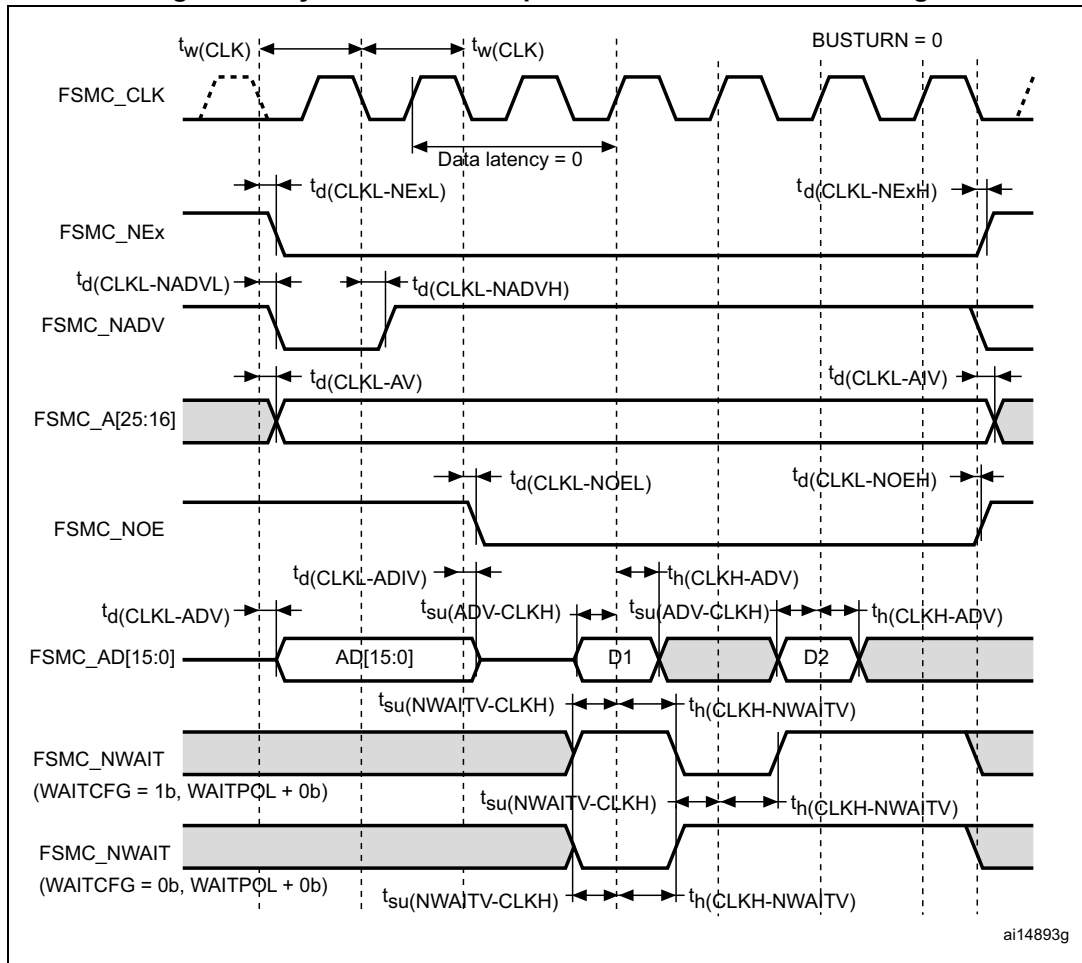 tw(CLK) tw(CLK) BUSTURN = 0
FSMC_CLK
Data latency = 0
td(CLKL-NExL) td(CLKL-NExH)
FSMC_NEx
td(CLKL-NADVL) td(CLKL-NADVH)
FSMC_NADV
td(CLKL-AV) td(CLKL-AIV)
FSMC_A[25:16]
td(CLKL-NOEL) td(CLKL-NOEH)
FSMC_NOE
td(CLKL-ADIV) th(CLKH-ADV)
td(CLKL-ADV) tsu(ADV-CLKH) tsu(ADV-CLKH) th(CLKH-ADV)
FSMC_AD[15:0] AD[15:0] D1 D2
tsu(NWAITV-CLKH) th(CLKH-NWAITV)
FSMC_NWAIT
(WAITCFG = 1b, WAITPOL + 0b)
tsu(NWAITV-CLKH) th(CLKH-NWAITV)
FSMC_NWAIT
(WAITCFG = 0b, WAITPOL + 0b)
tsu(NWAITV-CLKH) th(CLKH-NWAITV)
ai14893g